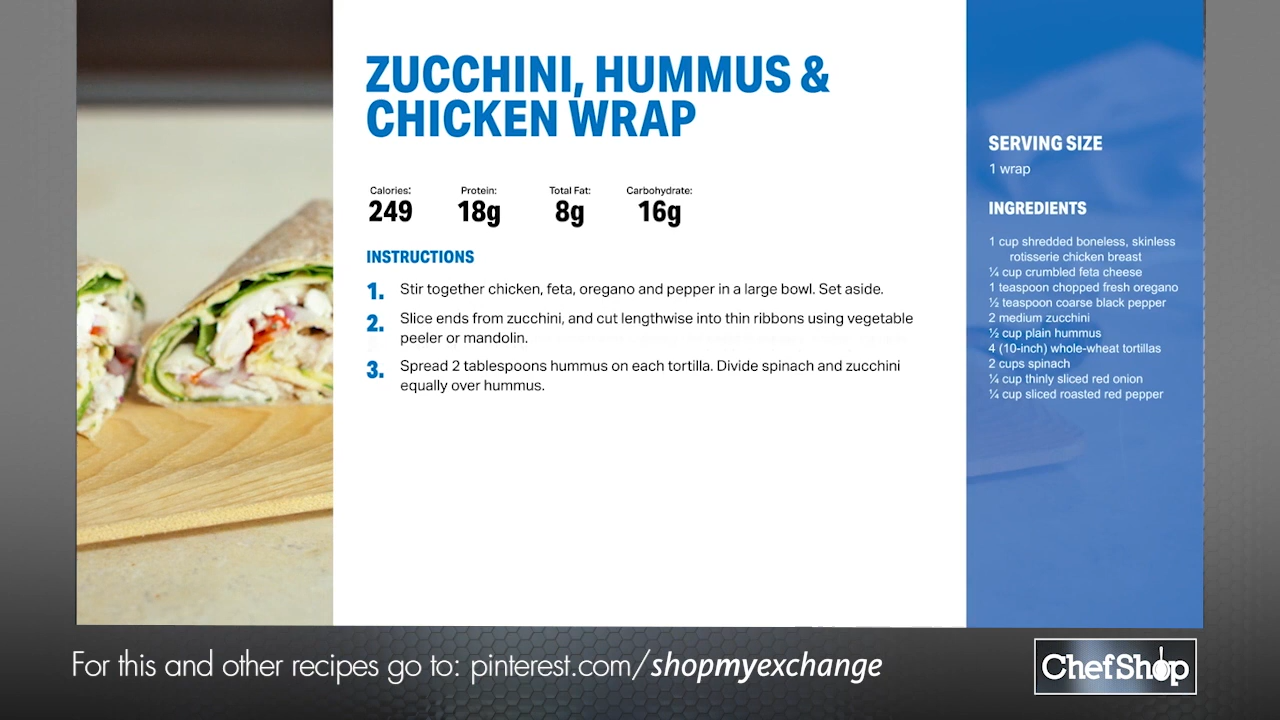 ZUCCHINI, HUMMUS &
CHICKEN WRAP
Calories: Protein: Total Fat: Carbohydrate:
249 18g 8g 16g
INSTRUCTIONS
1. Stir together chicken, feta, oregano and pepper in a large bowl. Set aside.
2. Slice ends from zucchini, and cut lengthwise into thin ribbons using vegetable
peeler or mandolin.
3. Spread 2 tablespoons hummus on each tortilla. Divide spinach and zucchini
equally over hummus.
SERVING SIZE
1 wrap
INGREDIENTS
1 cup shredded boneless, skinless
rotisserie chicken breast
¼ cup crumbled feta cheese
1 teaspoon chopped fresh oregano
½ teaspoon coarse black pepper
2 medium zucchini
½ cup plain hummus
4 (10-inch) whole-wheat tortillas
2 cups spinach
¼ cup thinly sliced red onion
¼ cup sliced roasted red pepper
For this and other recipes go to: pinterest.com/shopmyexchange
ChefShop